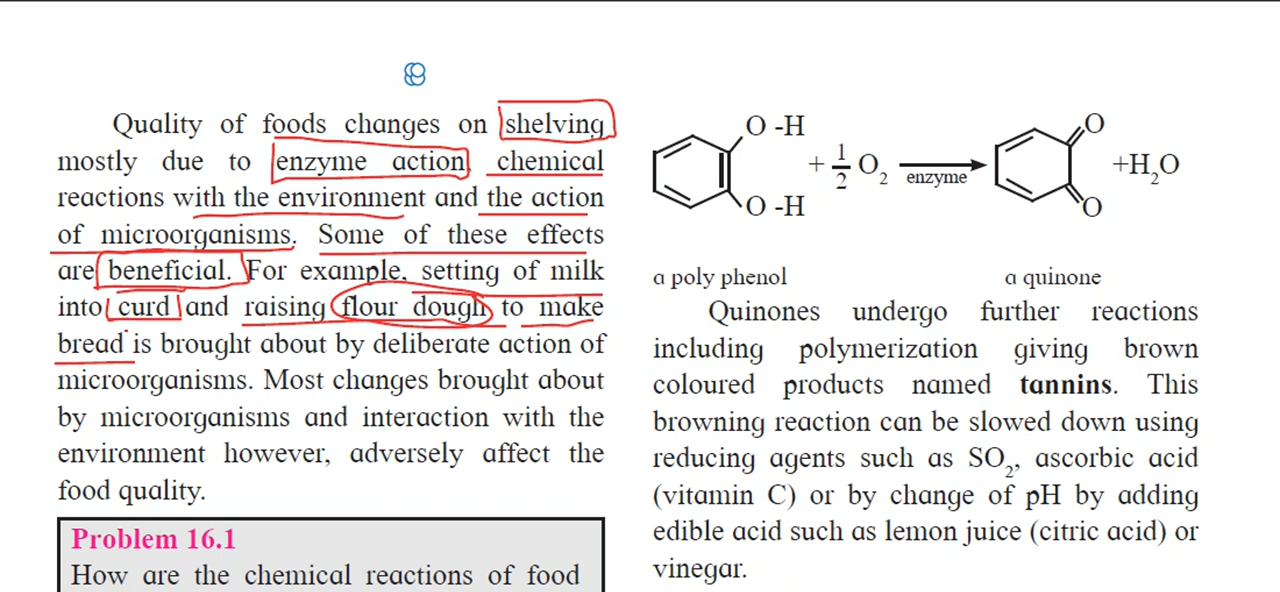 Quality of foods changes on shelving
mostly due to enzyme action, chemical
reactions with the environment and the action
of microorganisms. Some of these effects
are beneficial. For example, setting of milk
into curd and raising flour dough to make
bread is brought about by deliberate action of
microorganisms. Most changes brought about
by microorganisms and interaction with the
environment however, adversely affect the
food quality.
Problem 16.1
How are the chemical reactions of food
O -H
O -H
+ 1/2 O₂
enzyme
O
O
+H₂O
a poly phenol
a quinone
Quinones undergo further reactions
including polymerization giving brown
coloured products named tannins. This
browning reaction can be slowed down using
reducing agents such as SO₂, ascorbic acid
(vitamin C) or by change of pH by adding
edible acid such as lemon juice (citric acid) or
vinegar.